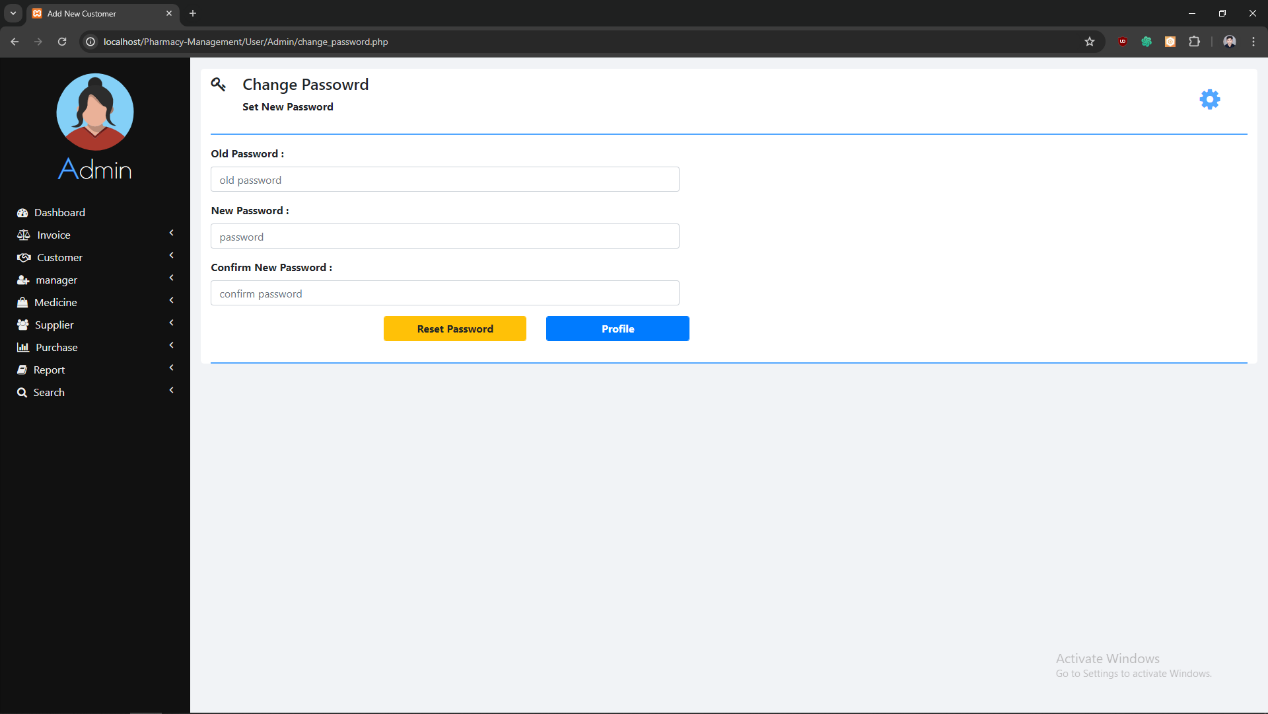 Add New Customer
localhost/Pharmacy-Management/User/Admin/change_password.php
Admin
Dashboard
Invoice
Customer
manager
Medicine
Supplier
Purchase
Report
Search
Change Passowrd
Set New Password
Old Password :
old password
New Password :
password
Confirm New Password :
confirm password
Reset Password Profile
Activate Windows
Go to Settings to activate Windows.